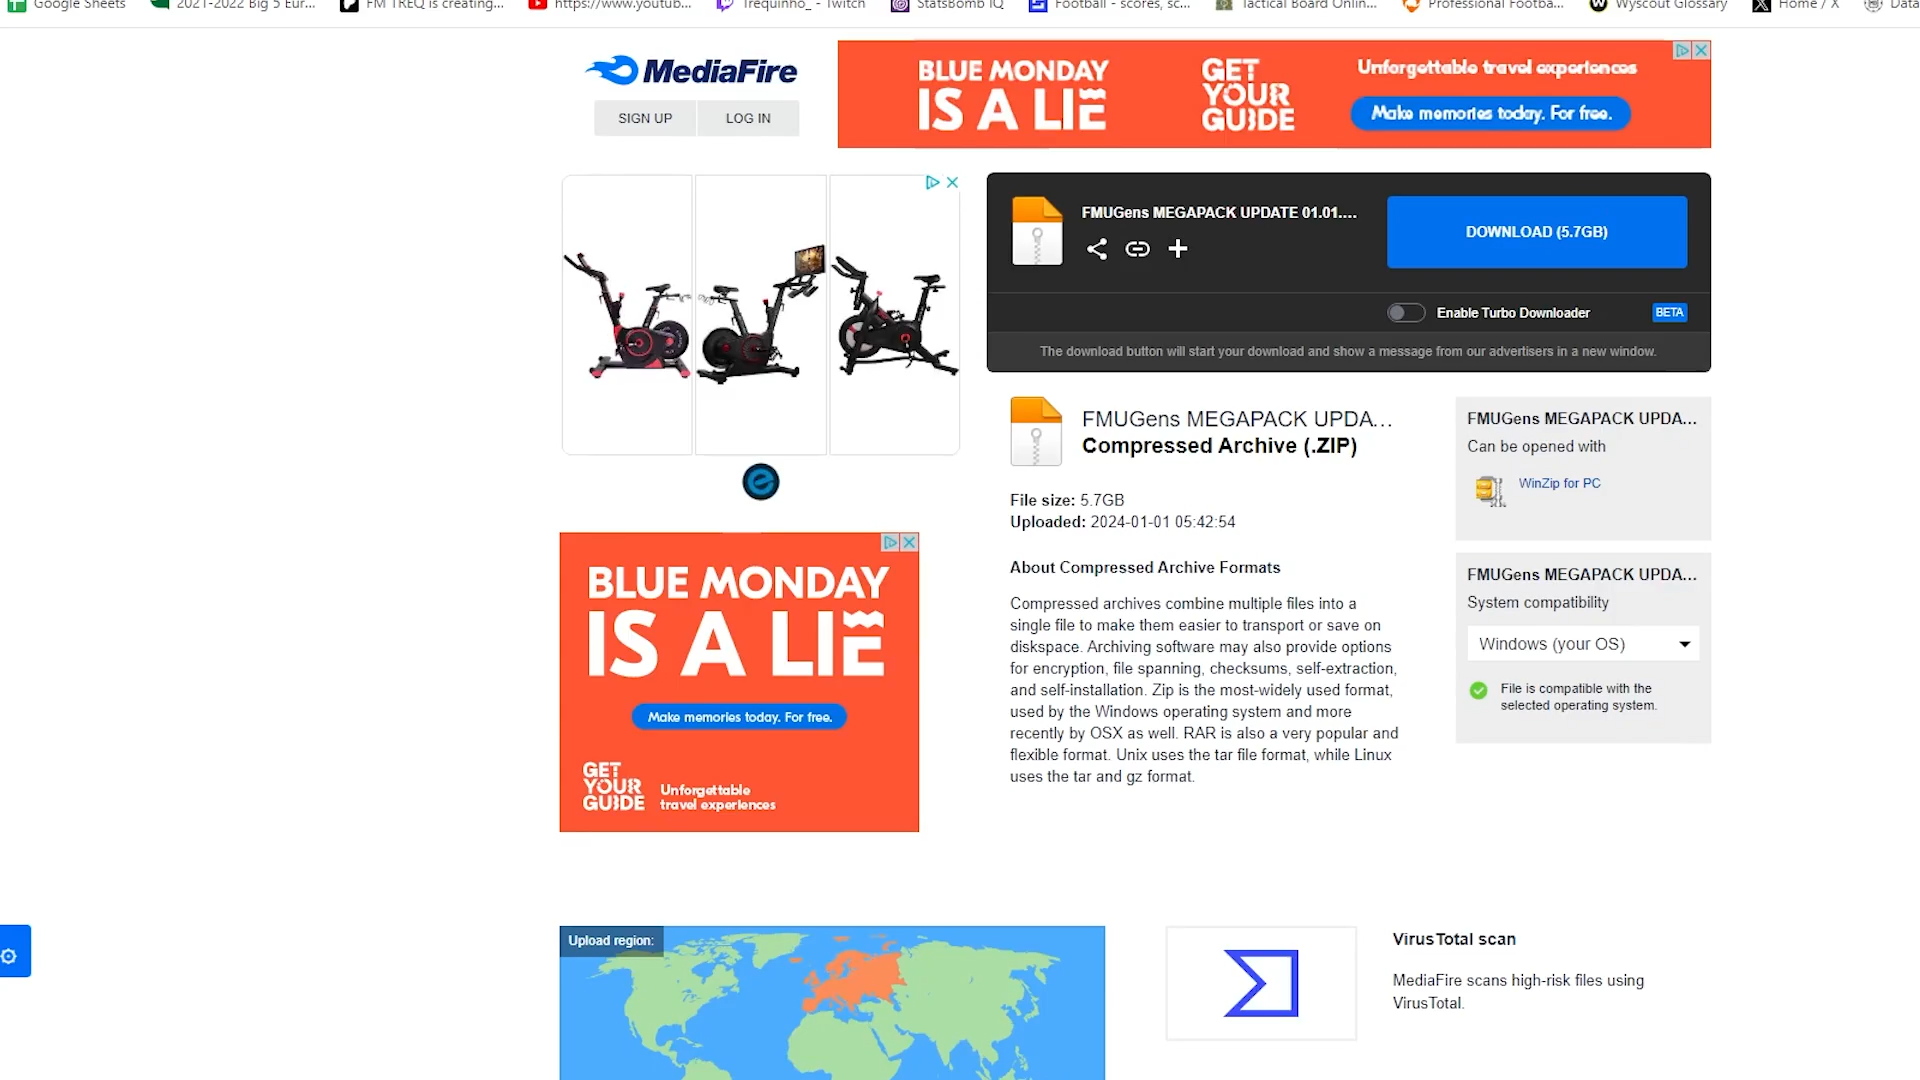 Google Sheets
2021-2022 Big 5 Eur...
FM TREQ is creating...
https://www.youtub...
Trequinho_ - Twitch
StatsBomb IQ
Football - scores, sc...
Tactical Board Onlin...
Professional Footba...
Wyscout Glossary
Home / X
Data
MediaFire
SIGN UP
LOG IN
BLUE MONDAY
IS A LIE
GET
YOUR
GUIDE
Unforgettable travel experiences
Make memories today. For free.
FMUGens MEGAPACK UPDATE 01.01....
DOWNLOAD (5.7GB)
Enable Turbo Downloader
BETA
The download button will start your download and show a message from our advertisers in a new window.
FMUGens MEGAPACK UPDA...
Compressed Archive (.ZIP)
File size: 5.7GB
Uploaded: 2024-01-01 05:42:54
About Compressed Archive Formats
Compressed archives combine multiple files into a
single file to make them easier to transport or save on
diskspace. Archiving software may also provide options
for encryption, file spanning, checksums, self-extraction,
and self-installation. Zip is the most-widely used format,
used by the Windows operating system and more
recently by OSX as well. RAR is also a very popular and
flexible format. Unix uses the tar file format, while Linux
uses the tar and gz format.
FMUGens MEGAPACK UPDA...
Can be opened with
WinZip for PC
FMUGens MEGAPACK UPDA...
System compatibility
Windows (your OS)
File is compatible with the
selected operating system.
BLUE MONDAY
IS A LIE
Make memories today. For free.
GET
YOUR
GUIDE
Unforgettable
travel experiences
Upload region:
VirusTotal scan
MediaFire scans high-risk files using
VirusTotal.